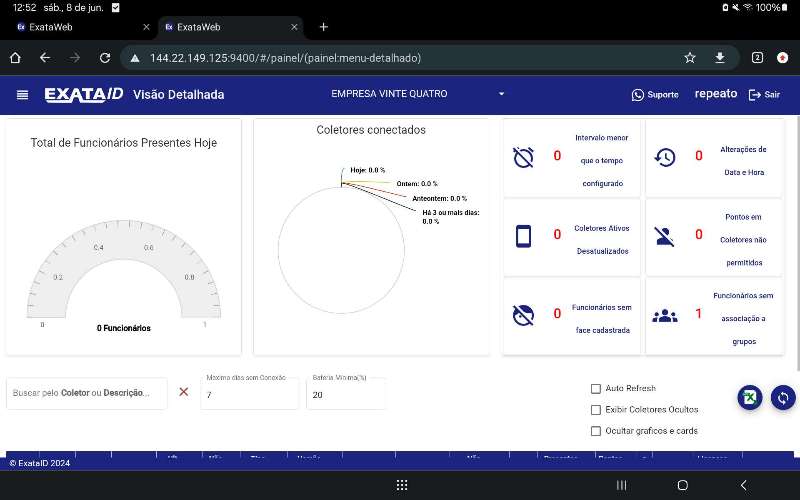 12:52 sáb., 8 de jun.
100%
Ex ExataWeb
Ex ExataWeb
144.22.149.125:9400/#/painel/(painel:menu-detalhado)
2
EXATAID Visão Detalhada
EMPRESA VINTE QUATRO
Suporte
repeato
Sair
Total de Funcionários Presentes Hoje
0
0.2
0.4
0.6
0.8
1
0 Funcionários
Coletores conectados
Hoje: 0.0 %
Ontem: 0.0 %
Anteontem: 0.0 %
Há 3 ou mais dias:
0.0 %
0
Intervelo menor
que o tempo
configurado
0
Alterações de
Data e Hora
0
Coletores Ativos
Desatualizados
0
Pontos em
Coletores não
permitidos
0
Funcionários sem
face cadastrada
1
Funcionários sem
associação a
grupos
Buscar pelo Coletor ou Descrição...
Máximo dias sem Conexão
7
Bateria Mínima(%)
20
Auto Refresh
Exibir Coletores Ocultos
Ocultar graficos e cards
© ExataID 2024